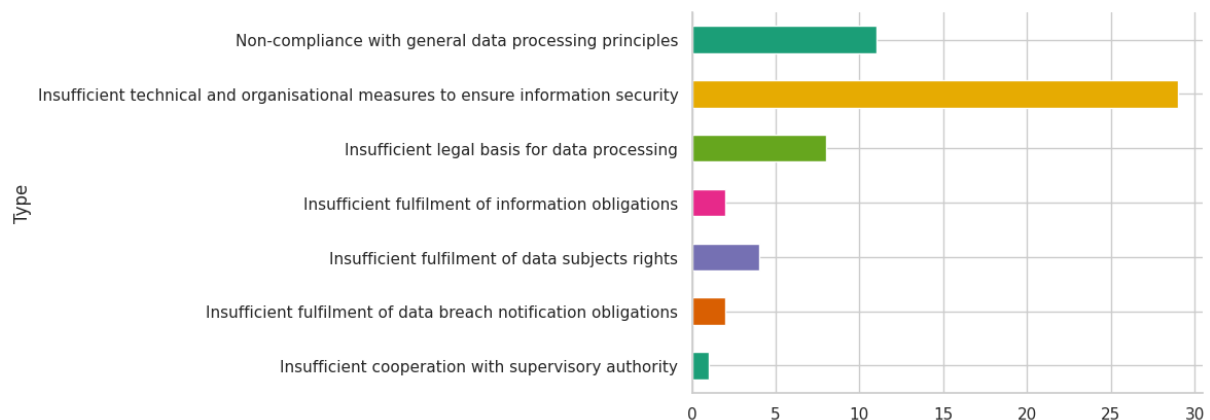 Type
Non-compliance with general data processing principles
Insufficient technical and organisational measures to ensure information security
Insufficient legal basis for data processing
Insufficient fulfilment of information obligations
Insufficient fulfilment of data subjects rights
Insufficient fulfilment of data breach notification obligations
Insufficient cooperation with supervisory authority
0 5 10 15 20 25 30